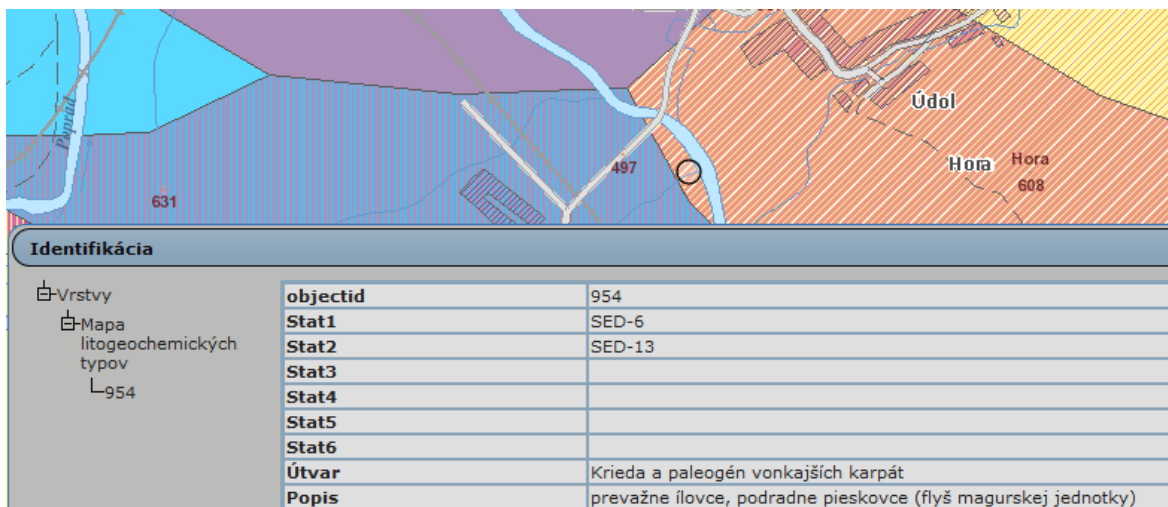 Údol
Poprad
Hora
Hora
497
608
631
Identifikácia
Vrstvy
Mapa
litogeochemických
typov
954
objectid 954
Stat1 SED-6
Stat2 SED-13
Stat3
Stat4
Stat5
Stat6
Útvar Krieda a paleogén vonkajších karpát
Popis prevažne ílovce, podradne pieskovce (flyš magurskej jednotky)